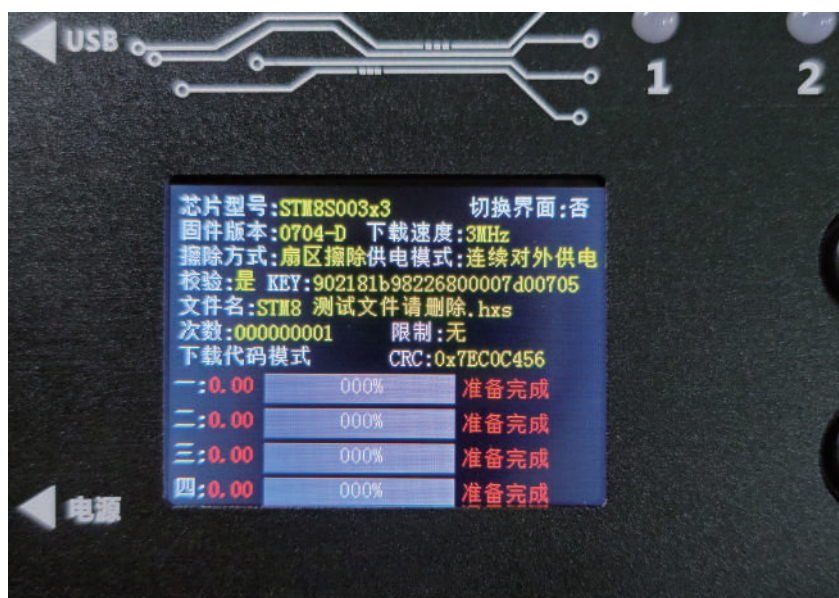 USB
1
2
芯片型号:STM8S003x3 切换界面:否
固件版本:0704-D 下载速度:3MHz
擦除方式:扇区擦除供电模式:连续对外供电
校验:是 KEY:902181b98226800007d00705
文件名:STM8 测试文件请删除.hxs
次数:000000001 限制:无
下载代码模式 CRC:0x7EC0C456
一:0.00 000% 准备完成
二:0.00 000% 准备完成
三:0.00 000% 准备完成
四:0.00 000% 准备完成
电源